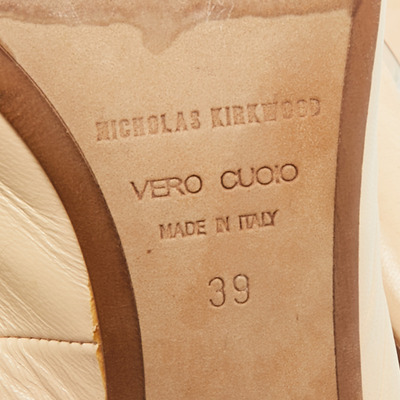 NICHOLAS KIRKWOOD
VERO CUOIO
MADE IN ITALY
39